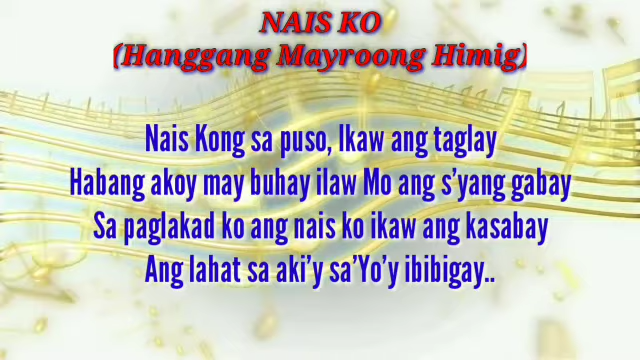 NAIS KO
(Hanggang Mayroong Himig)
Nais Kong sa puso, Ikaw ang taglay
Habang akoy may buhay ilaw Mo ang s'yang gabay
Sa paglakad ko ang nais ko ikaw ang kasabay
Ang lahat sa aki'y sa'Yo'y ibibigay..